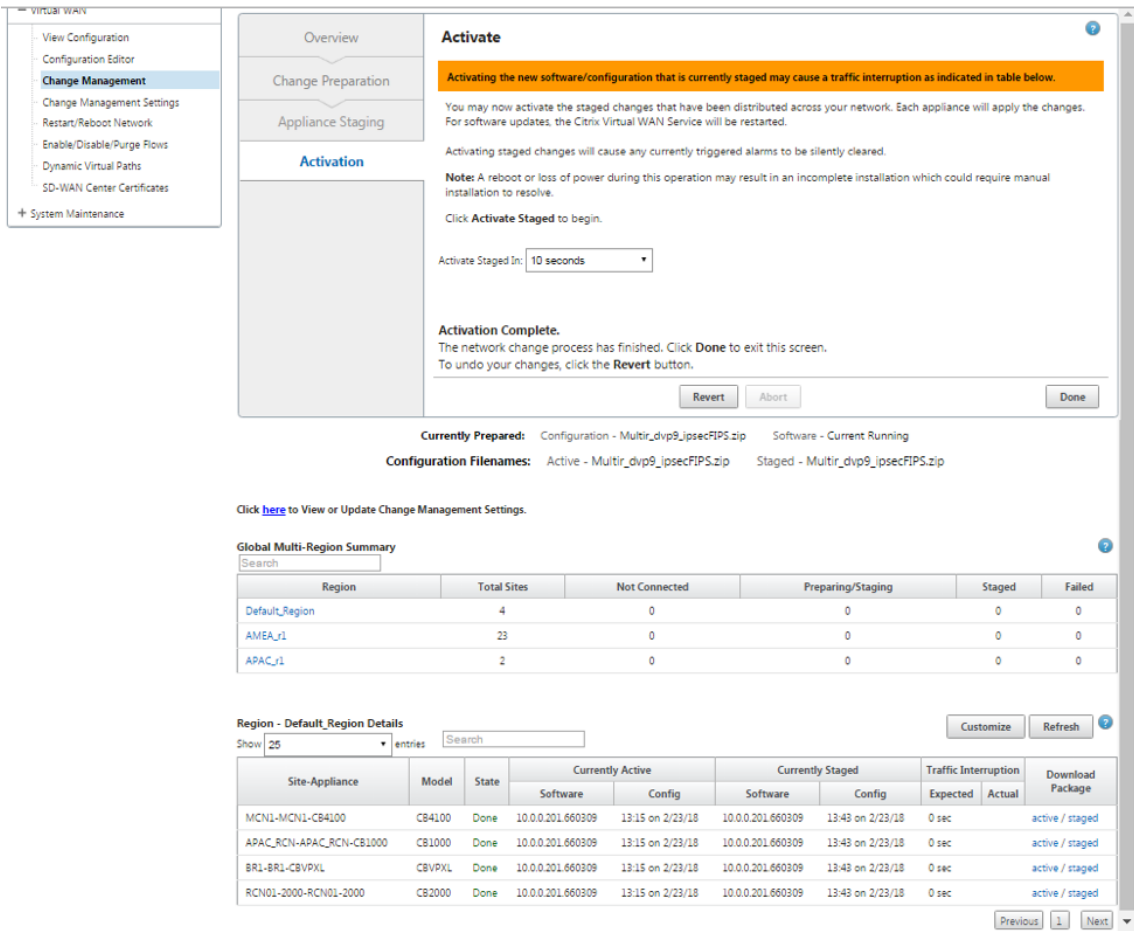 Virtual WAN
View Configuration
Configuration Editor
Change Management
Change Management Settings
Restart/Reboot Network
Enable/Disable/Purge Flows
Dynamic Virtual Paths
SD-WAN Center Certificates
+ System Maintenance
Overview
Change Preparation
Appliance Staging
Activation
Activate
?
Activating the new software/configuration that is currently staged may cause a traffic interruption as indicated in table below.
You may now activate the staged changes that have been distributed across your network. Each appliance will apply the changes.
For software updates, the Citrix Virtual WAN Service will be restarted.
Activating staged changes will cause any currently triggered alarms to be silently cleared.
Note: A reboot or loss of power during this operation may result in an incomplete installation which could require manual
installation to resolve.
Click Activate Staged to begin.
Activate Staged In: 10 seconds
Activation Complete.
The network change process has finished. Click Done to exit this screen.
To undo your changes, click the Revert button.
Revert Abort Done
Currently Prepared: Configuration - Multir_dvp9_ipsecFIPS.zip Software - Current Running
Configuration Filenames: Active - Multir_dvp9_ipsecFIPS.zip Staged - Multir_dvp9_ipsecFIPS.zip
Click here to View or Update Change Management Settings.
Global Multi-Region Summary ?
Search
Region Total Sites Not Connected Preparing/Staging Staged Failed
Default_Region 4 0 0 0 0
AMEA_r1 23 0 0 0 0
APAC_r1 2 0 0 0 0
Region - Default_Region Details Customize Refresh ?
Show 25 entries Search
Site-Appliance Model State Currently Active Currently Staged Traffic Interruption Download Package
Software Config Software Config Expected Actual
MCN1-MCN1-CB4100 CB4100 Done 10.0.0.201.660309 13:15 on 2/23/18 10.0.0.201.660309 13:43 on 2/23/18 0 sec active / staged
APAC_RCN-APAC_RCN-CB1000 CB1000 Done 10.0.0.201.660309 13:15 on 2/23/18 10.0.0.201.660309 13:43 on 2/23/18 0 sec active / staged
BR1-BR1-CBVPXL CBVPXL Done 10.0.0.201.660309 13:15 on 2/23/18 10.0.0.201.660309 13:43 on 2/23/18 0 sec active / staged
RCN01-2000-RCN01-2000 CB2000 Done 10.0.0.201.660309 13:15 on 2/23/18 10.0.0.201.660309 13:43 on 2/23/18 0 sec active / staged
Previous 1 Next